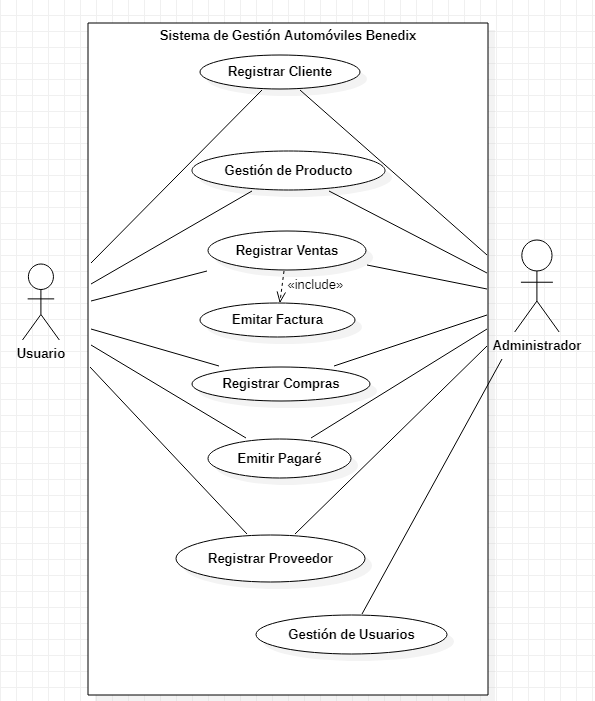 Sistema de Gestión Automóviles Benedix
Registrar Cliente
Gestión de Producto
Registrar Ventas
«include»
Emitar Factura
Usuario
Administrador
Registrar Compras
Emitir Pagaré
Registrar Proveedor
Gestión de Usuarios